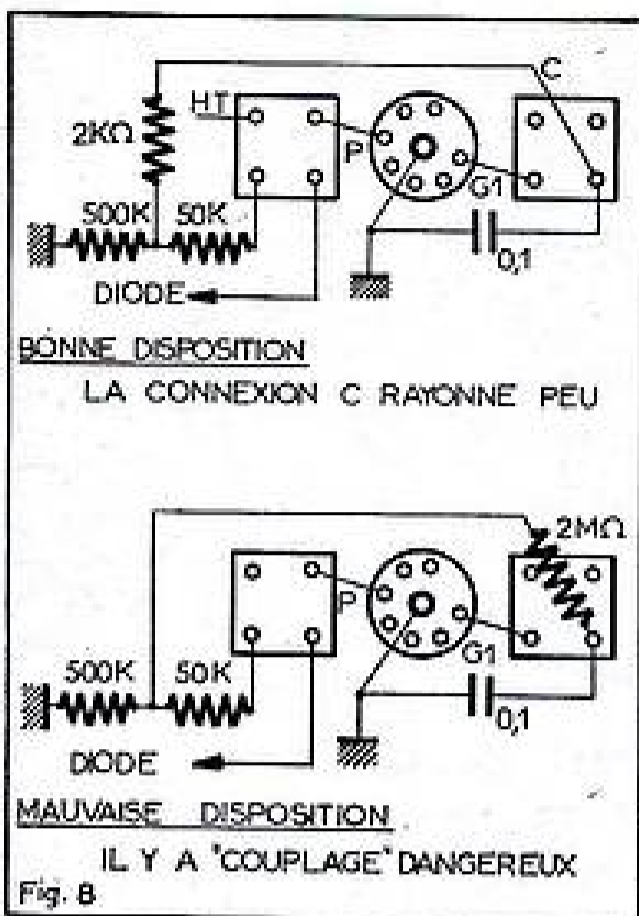 C
HT
2KΩ
P
G1
500K 50K
0,1
DIODE
BONNE DISPOSITION
LA CONNEXION C RAYONNE PEU
2MΩ
P
G1
500K 50K
0,1
DIODE
MAUVAISE DISPOSITION
IL Y A "COUPLAGE" DANGEREUX
Fig. 8